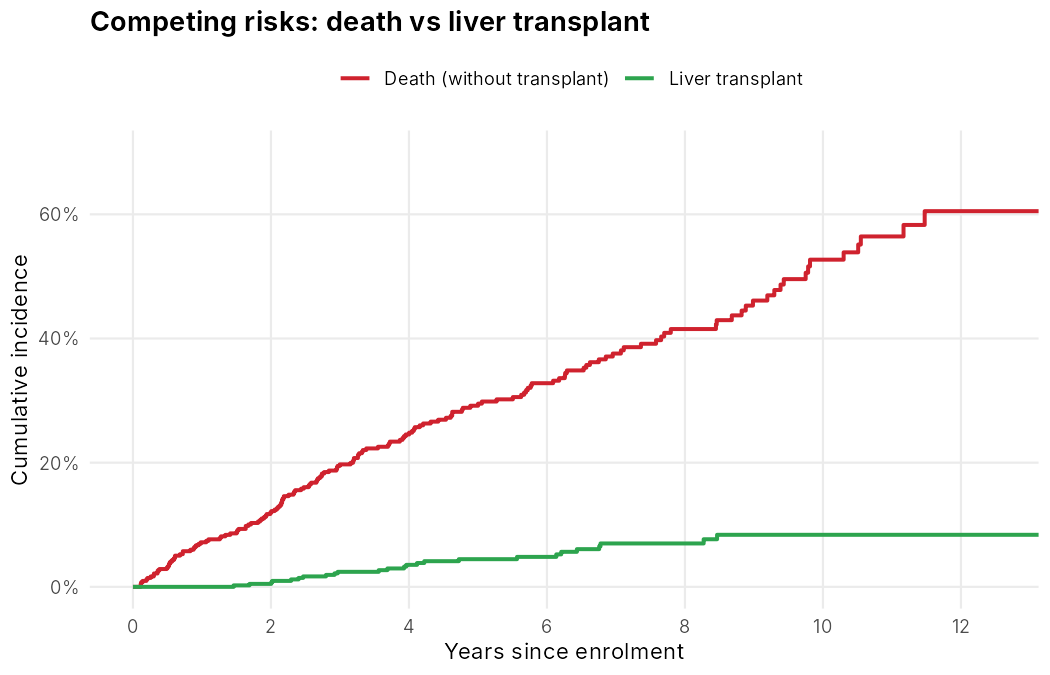 Competing risks: death vs liver transplant
Death (without transplant)
Liver transplant
Cumulative incidence
60%
40%
20%
0%
0 2 4 6 8 10 12
Years since enrolment